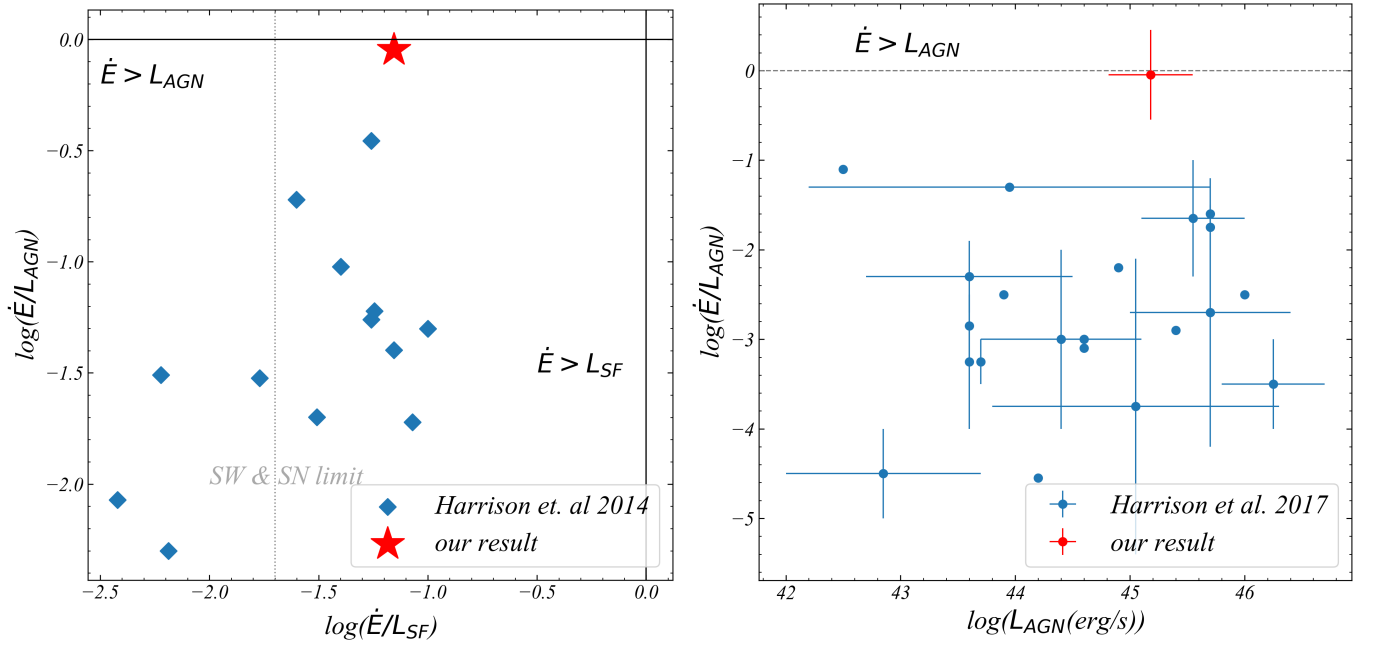 0.0
−0.5
−1.0
−1.5
−2.0
log(Ė/L_AGN)
Ė > L_AGN
Ė > L_SF
SW & SN limit
Harrison et. al 2014
our result
−2.5 −2.0 −1.5 −1.0 −0.5 0.0
log(Ė/L_SF)
0
−1
−2
−3
−4
−5
log(Ė/L_AGN)
Ė > L_AGN
Harrison et al. 2017
our result
42 43 44 45 46
log(L_AGN(erg/s))